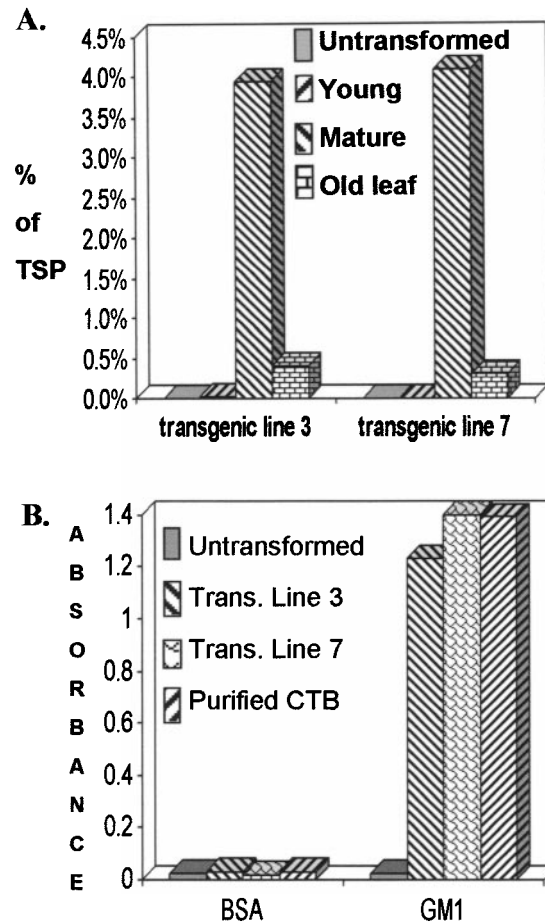 A.
4.5%
4.0%
3.5%
3.0%
2.5%
2.0%
1.5%
1.0%
0.5%
0.0%
%
of
TSP
Untransformed
Young
Mature
Old leaf
transgenic line 3
transgenic line 7
B.
ABSORBANCE
1.4
1.2
1
0.8
0.6
0.4
0.2
0
Untransformed
Trans. Line 3
Trans. Line 7
Purified CTB
BSA
GM1